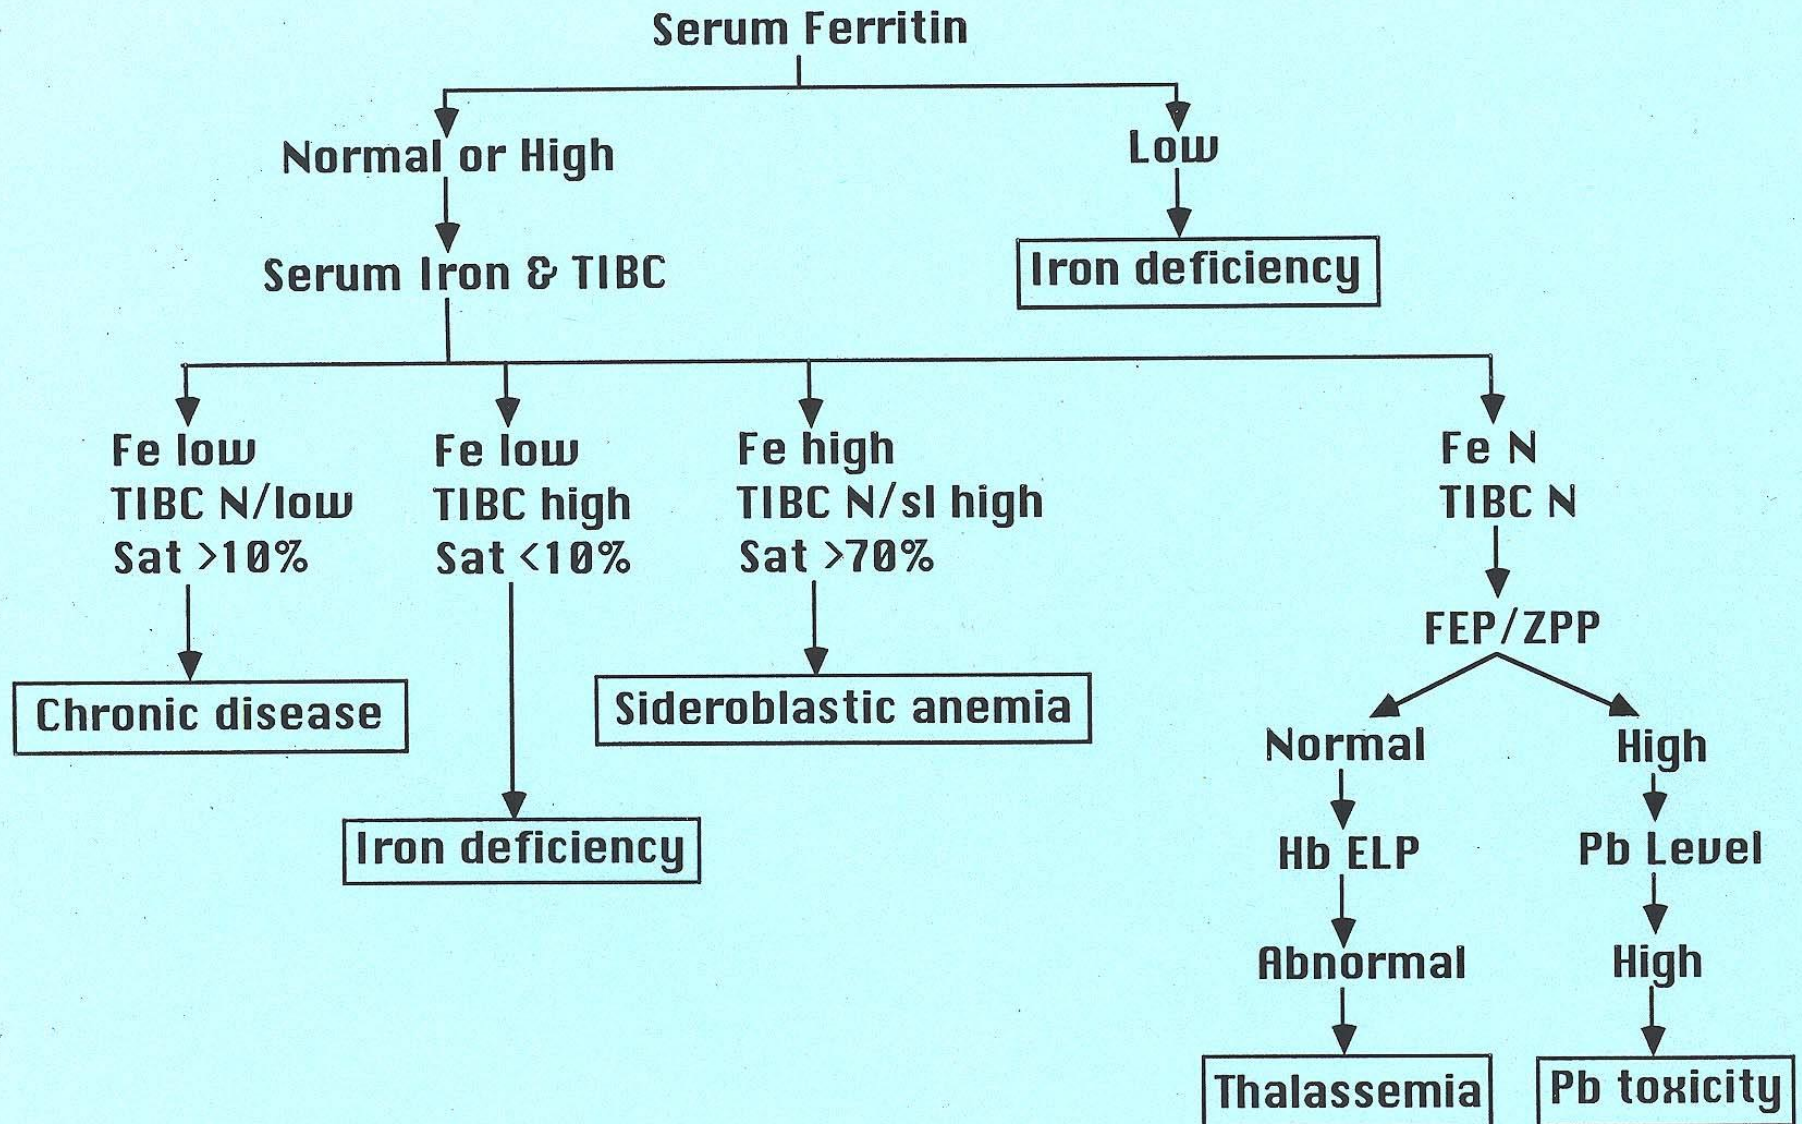 Serum Ferritin
Normal or High
Low
Serum Iron & TIBC
Iron deficiency
Fe low
TIBC N/low
Sat >10%
Fe low
TIBC high
Sat <10%
Fe high
TIBC N/sl high
Sat >70%
Fe N
TIBC N
FEP/ZPP
Chronic disease
Sideroblastic anemia
Normal
High
Iron deficiency
Hb ELP
Pb Level
Abnormal
High
Thalassemia
Pb toxicity